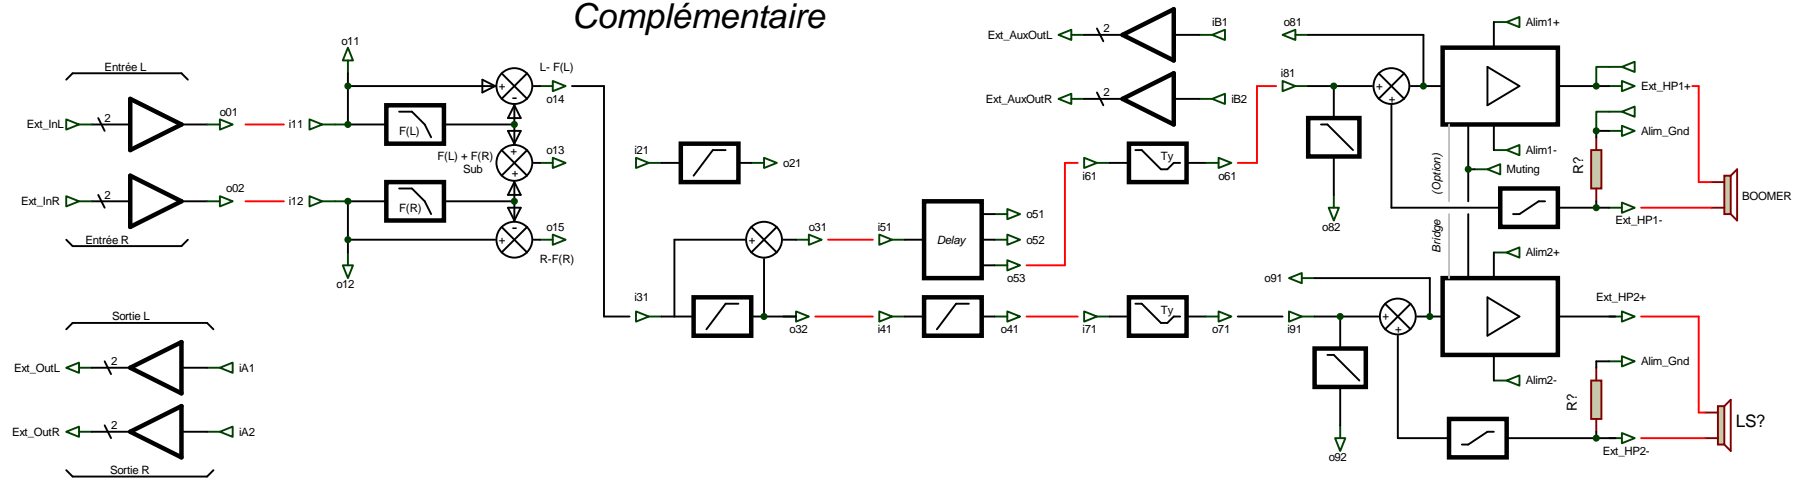 Complémentaire
Entrée L
Ext_InL
2
o01
i11
o11
F(L)
+
-
L- F(L)
o14
F(L) + F(R)
Sub
+
+
o13
Ext_InR
2
o02
i12
F(R)
Entrée R
o12
-
+
o15
R-F(R)
Sortie L
Ext_OutL
2
iA1
Ext_OutR
2
iA2
Sortie R
i21
o21
i31
+
o31
o32
i51
Delay
o51
o52
o53
i41
o41
i61
Ty
o61
i71
Ty
o71
Ext_AuxOutL
2
iB1
Ext_AuxOutR
2
iB2
o81
i81
+
+
o82
Alim1+
Alim1-
Muting
(Option)
Bridge
Ext_HP1+
Alim_Gnd
R?
Ext_HP1-
BOOMER
o91
i91
+
+
o92
Alim2+
Alim2-
Ext_HP2+
Alim_Gnd
R?
Ext_HP2-
LS?